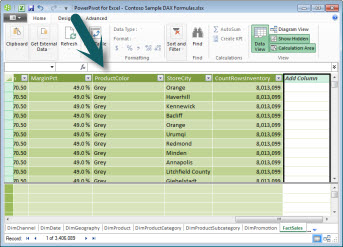 PowerPivot for Excel - Contoso Sample DAX Formulas.xlsx
Home Design Advanced
Clipboard
Get External Data
Refresh
Data Type :
Format :
$ % ,
Formatting
Sort and Filter
Find
Find
AutoSum
Create KPI
Calculations
Data View
Diagram View
Show Hidden
Calculation Area
View
fx
MarginPct ProductColor StoreCity CountRowsInventory Add Column
70.50 49.0 % Grey Orange 8,013,099
70.50 49.0 % Grey Haverhill 8,013,099
70.50 49.0 % Grey Kennewick 8,013,099
70.50 49.0 % Grey Bacliff 8,013,099
70.50 49.0 % Grey Orange 8,013,099
70.50 49.0 % Grey Urumqi 8,013,099
70.50 49.0 % Grey Redmond 8,013,099
70.50 49.0 % Grey Minden 8,013,099
70.50 49.0 % Grey Annapolis 8,013,099
70.50 49.0 % Grey Litchfield County 8,013,099
70.50 49.0 % Grey Giebelstadt 8,013,099
DimChannel DimDate DimGeography DimProduct DimProductCategory DimProductSubcategory DimPromotion FactSales
Record: 1 of 3,406,089